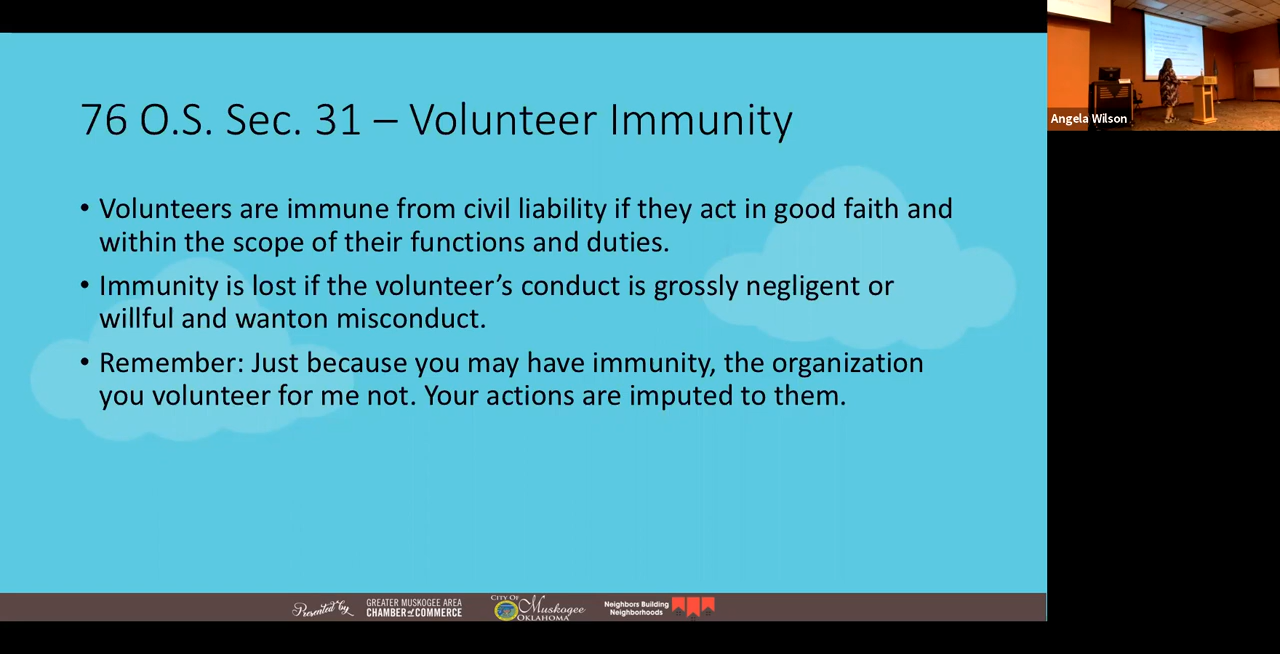 76 O.S. Sec. 31 – Volunteer Immunity
• Volunteers are immune from civil liability if they act in good faith and
within the scope of their functions and duties.
• Immunity is lost if the volunteer’s conduct is grossly negligent or
willful and wanton misconduct.
• Remember: Just because you may have immunity, the organization
you volunteer for me not. Your actions are imputed to them.
Angela Wilson
Presented by
GREATER MUSKOGEE AREA
CHAMBER of COMMERCE
CITY OF
Muskogee
OKLAHOMA
Neighbors Building
Neighborhoods